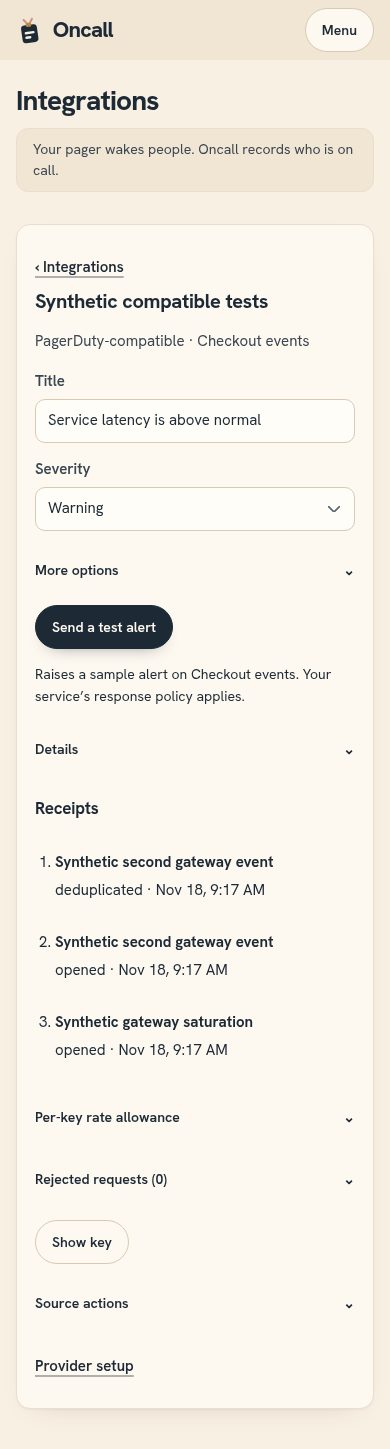 Oncall
Menu
Integrations
Your pager wakes people. Oncall records who is on
call.
‹ Integrations
Synthetic compatible tests
PagerDuty-compatible · Checkout events
Title
Service latency is above normal
Severity
Warning
More options
Send a test alert
Raises a sample alert on Checkout events. Your
service’s response policy applies.
Details
Receipts
1. Synthetic second gateway event
deduplicated · Nov 18, 9:17 AM
2. Synthetic second gateway event
opened · Nov 18, 9:17 AM
3. Synthetic gateway saturation
opened · Nov 18, 9:17 AM
Per-key rate allowance
Rejected requests (0)
Show key
Source actions
Provider setup